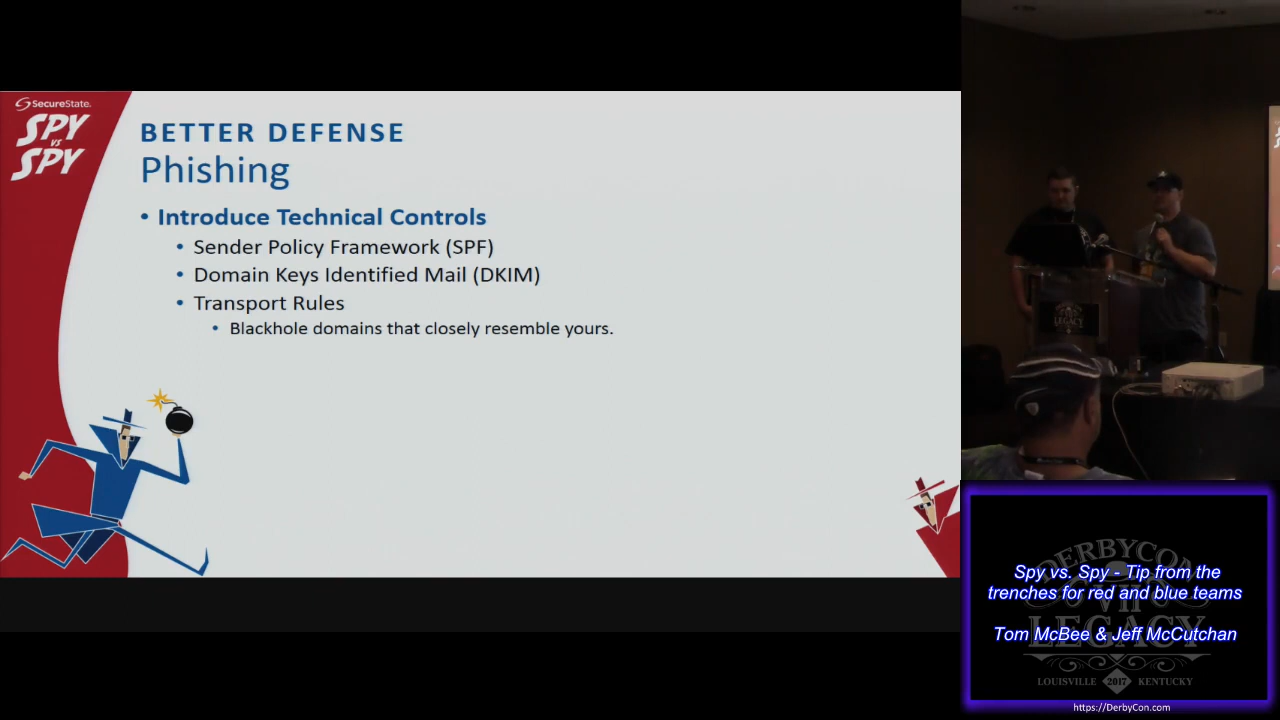 SecureState.
SPY
VS
SPY
BETTER DEFENSE
Phishing
• Introduce Technical Controls
• Sender Policy Framework (SPF)
• Domain Keys Identified Mail (DKIM)
• Transport Rules
• Blackhole domains that closely resemble yours.
LEGACY
DERBYCON
VII
LEGACY
Spy vs. Spy - Tip from the
trenches for red and blue teams
Tom McBee & Jeff McCutchan
LOUISVILLE 2017 KENTUCKY
https://DerbyCon.com